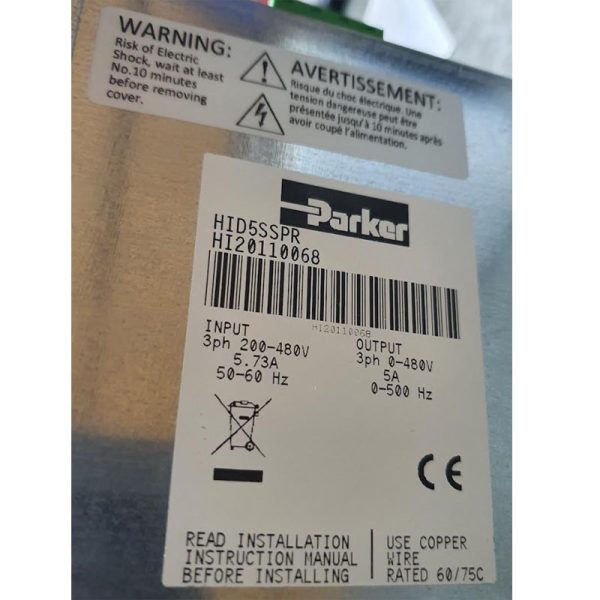 WARNING:
Risk of Electric
Shock, wait at least
No.10 minutes
before removing
cover.
AVERTISSEMENT:
Risque du choc électrique. Une
tension dangereuse peut être
présentée jusqu'à 10 minutes après
avoir coupé l'alimentation.
Parker
HID5SSPR
HI20110068
HI20110068
INPUT
3ph 200-480V
5.73A
50-60 Hz
OUTPUT
3ph 0-480V
5A
0-500 Hz
CE
READ INSTALLATION
INSTRUCTION MANUAL
BEFORE INSTALLING
USE COPPER
WIRE
RATED 60/75C